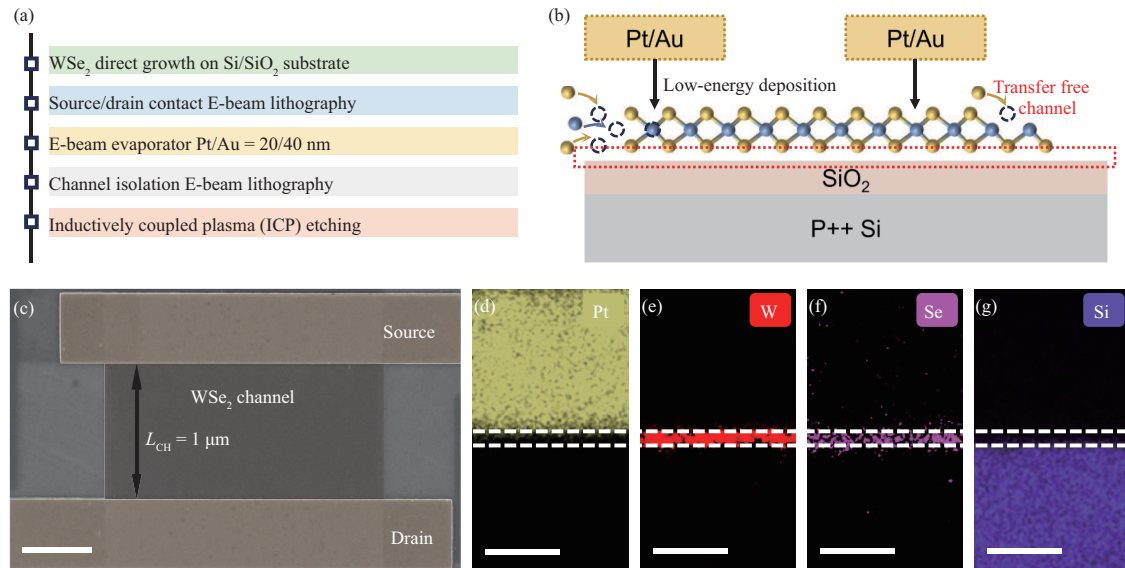 (a)
WSe₂ direct growth on Si/SiO₂ substrate
Source/drain contact E-beam lithography
E-beam evaporator Pt/Au = 20/40 nm
Channel isolation E-beam lithography
Inductively coupled plasma (ICP) etching
(b)
Pt/Au
Pt/Au
Low-energy deposition
Transfer free
channel
SiO₂
P++ Si
(c)
Source
WSe₂ channel
L_CH = 1 μm
Drain
(d)
Pt
(e)
W
(f)
Se
(g)
Si